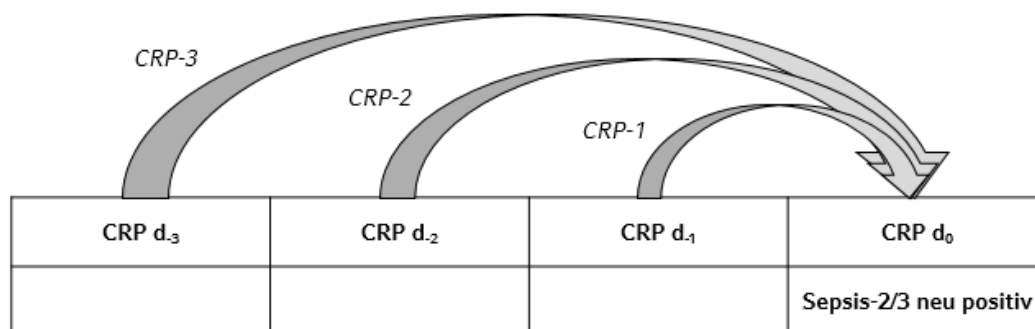 CRP-3
CRP-2
CRP-1
CRP d-3 CRP d-2 CRP d-1 CRP d0
Sepsis-2/3 neu positiv